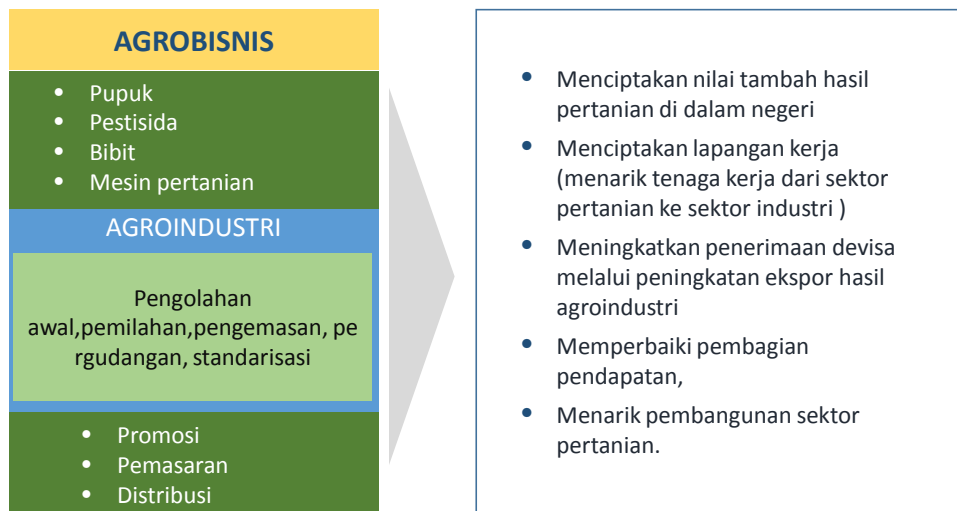 AGROBISNIS
• Pupuk
• Pestisida
• Bibit
• Mesin pertanian
AGROINDUSTRI
Pengolahan
awal,pemilahan,pengemasan, pe
rgudangan, standarisasi
• Promosi
• Pemasaran
• Distribusi
• Menciptakan nilai tambah hasil
pertanian di dalam negeri
• Menciptakan lapangan kerja
(menarik tenaga kerja dari sektor
pertanian ke sektor industri )
• Meningkatkan penerimaan devisa
melalui peningkatan ekspor hasil
agroindustri
• Memperbaiki pembagian
pendapatan,
• Menarik pembangunan sektor
pertanian.